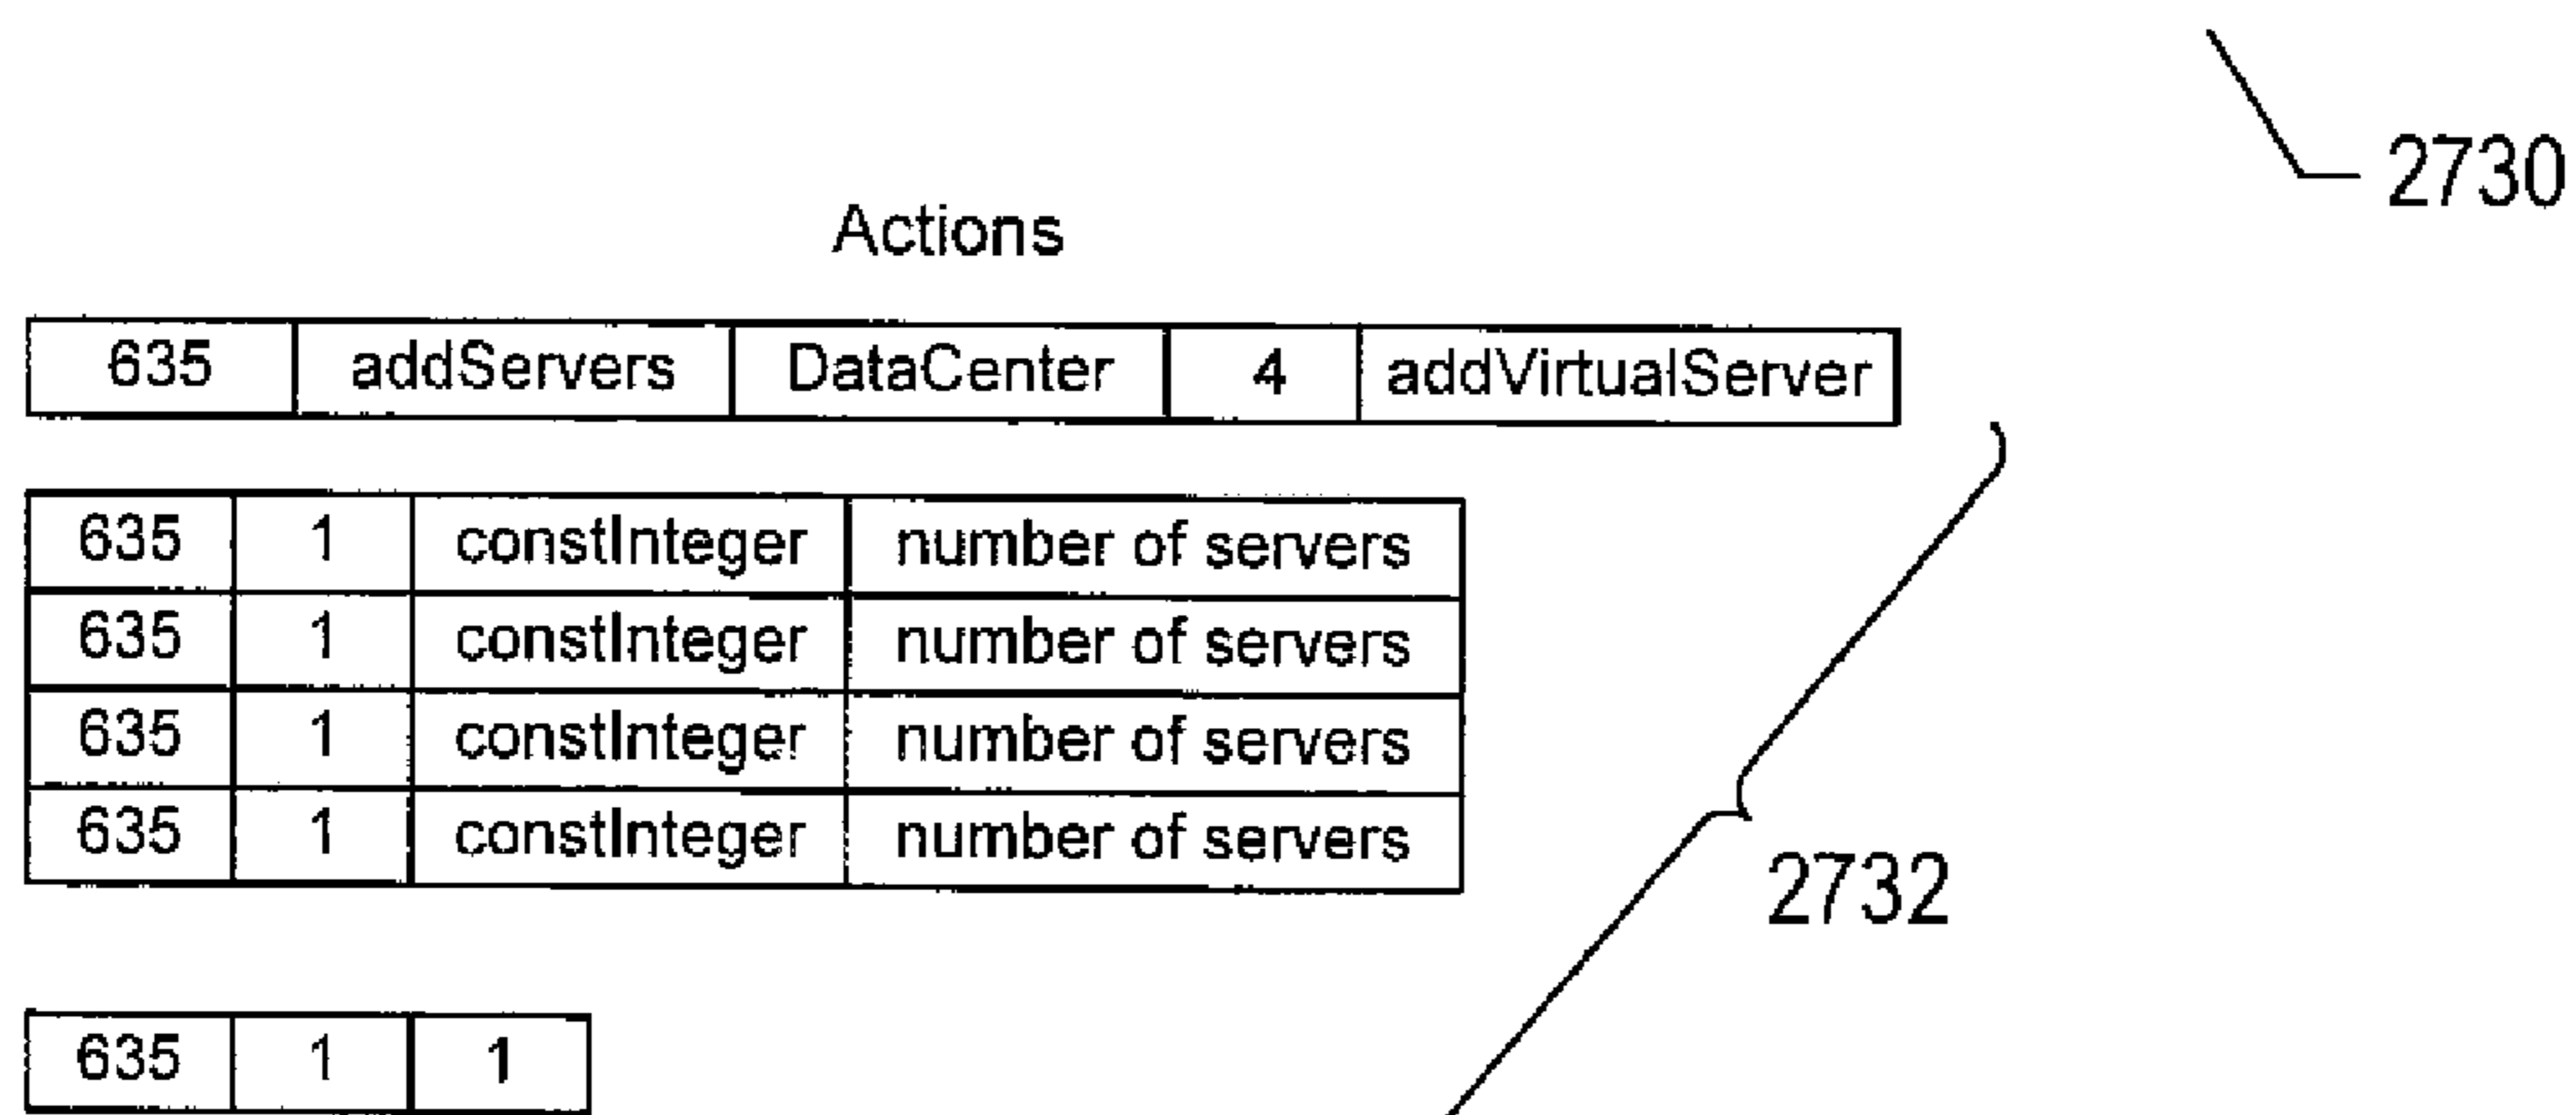 2730
Actions
635 addServers DataCenter 4 addVirtualServer
635 1 constInteger number of servers
635 1 constInteger number of servers
635 1 constInteger number of servers
635 1 constInteger number of servers
2732
635 1 1